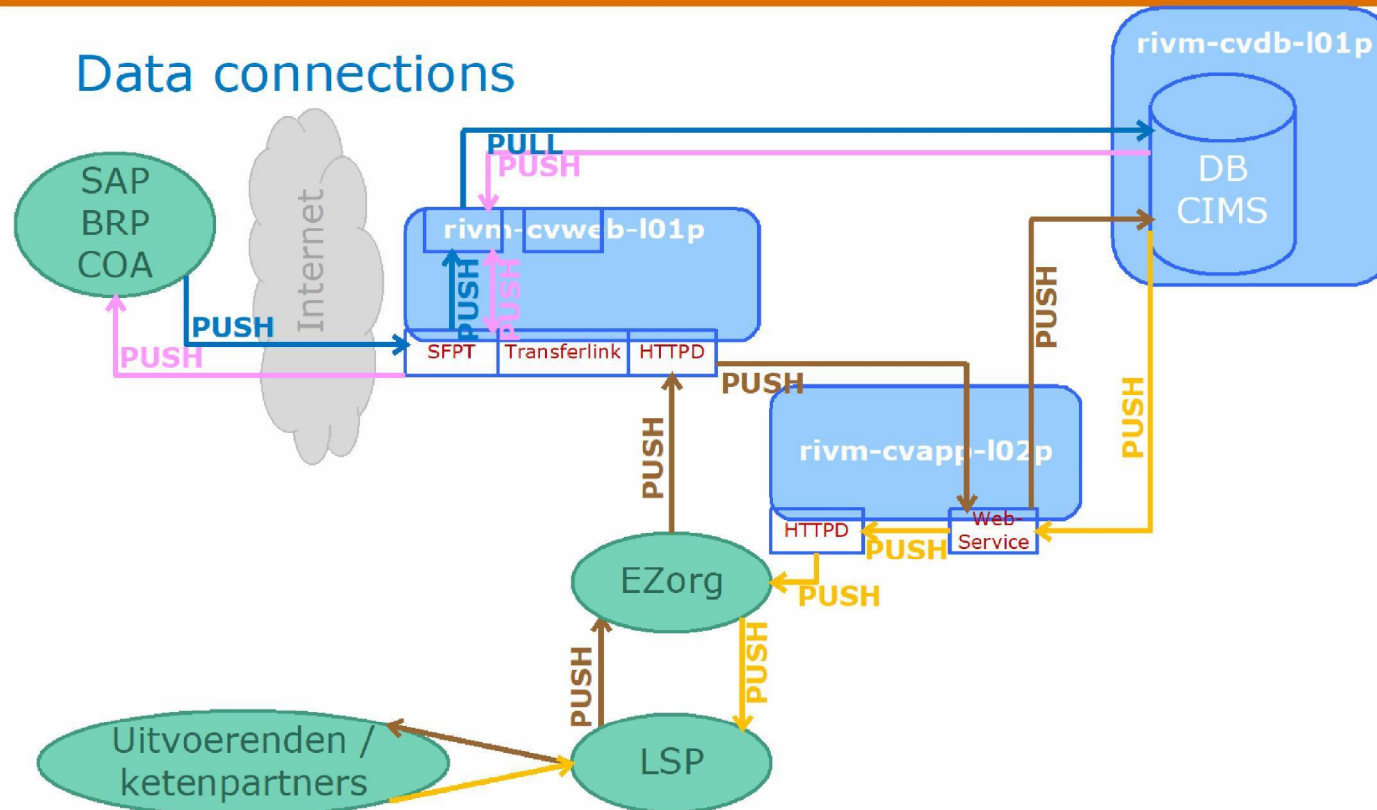 Data connections
rivm-cvdb-l01p
DB
CIMS
PULL
PUSH
SAP
BRP
COA
Internet
rivm-cvweb-l01p
PUSH
PUSH
PUSH
PUSH
SFPT
Transferlink
HTTPD
PUSH
PUSH
PUSH
PUSH
rivm-cvapp-l02p
HTTPD
Web-
Service
PUSH
PUSH
EZorg
PUSH
PUSH
Uitvoerenden /
ketenpartners
LSP